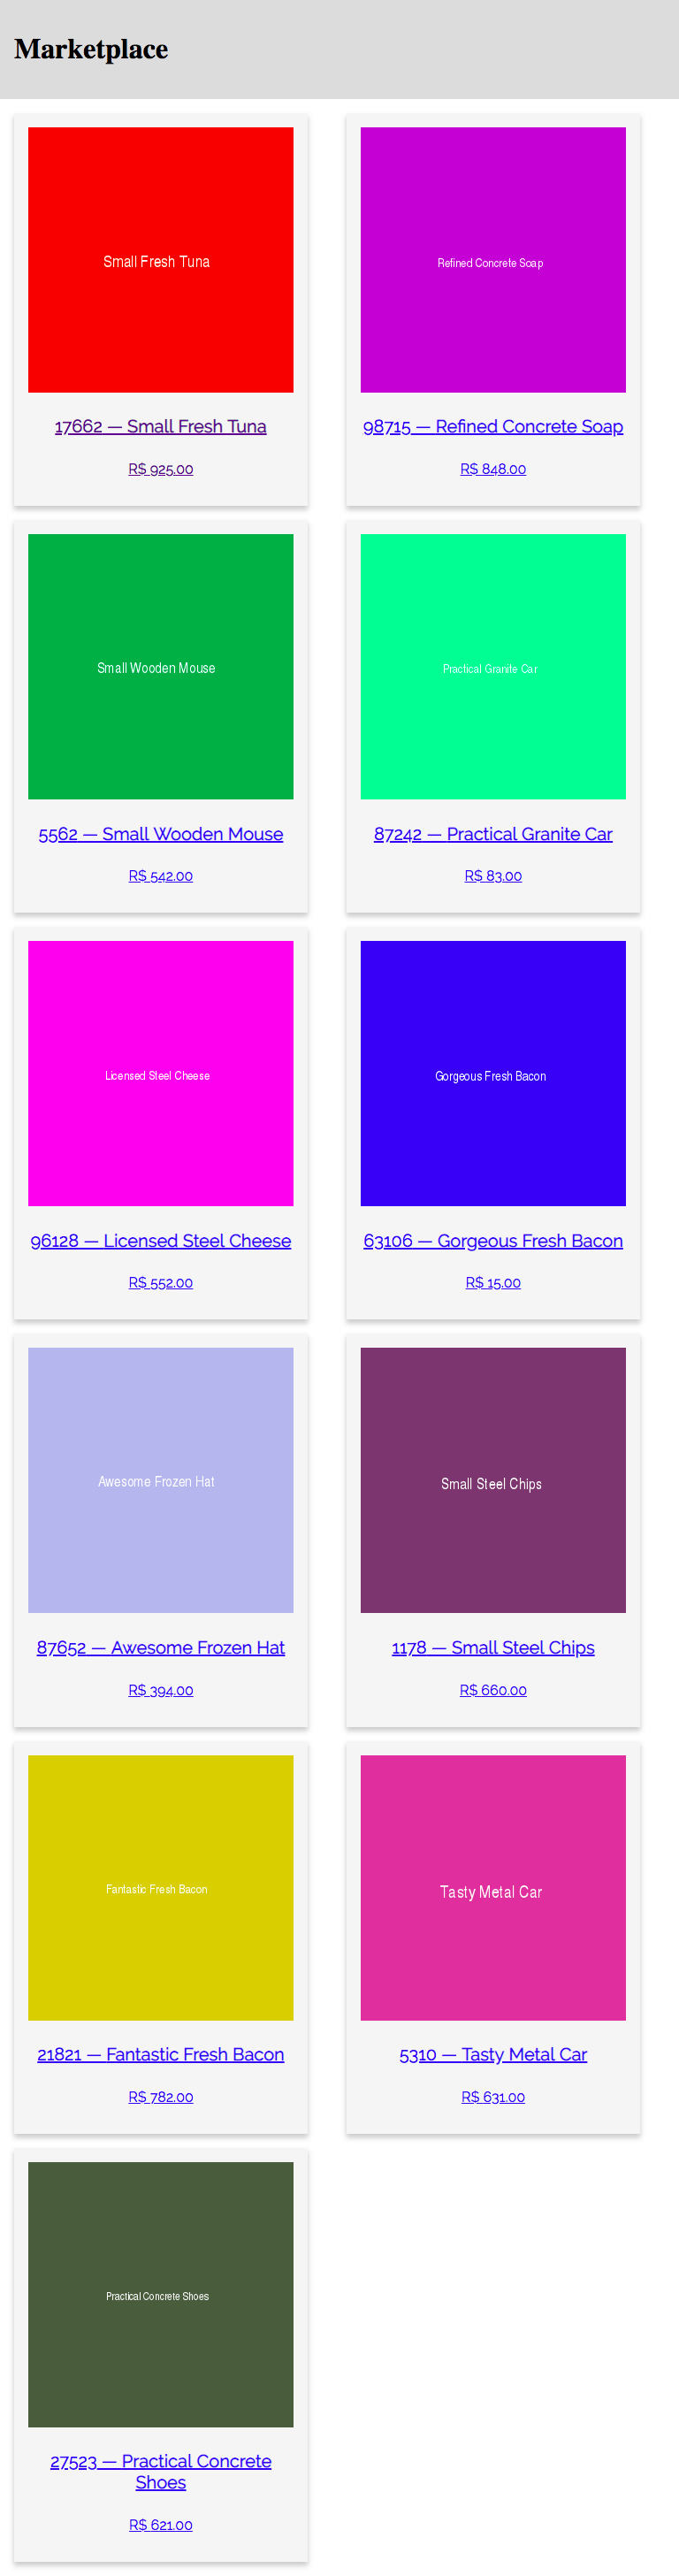 Marketplace
Small Fresh Tuna
17662 — Small Fresh Tuna
R$ 925.00
Refined Concrete Soap
98715 — Refined Concrete Soap
R$ 848.00
Small Wooden Mouse
5562 — Small Wooden Mouse
R$ 542.00
Practical Granite Car
87242 — Practical Granite Car
R$ 83.00
Licensed Steel Cheese
96128 — Licensed Steel Cheese
R$ 552.00
Gorgeous Fresh Bacon
63106 — Gorgeous Fresh Bacon
R$ 15.00
Awesome Frozen Hat
87652 — Awesome Frozen Hat
R$ 394.00
Small Steel Chips
1178 — Small Steel Chips
R$ 660.00
Fantastic Fresh Bacon
21821 — Fantastic Fresh Bacon
R$ 782.00
Tasty Metal Car
5310 — Tasty Metal Car
R$ 631.00
Practical Concrete Shoes
27523 — Practical Concrete
Shoes
R$ 621.00